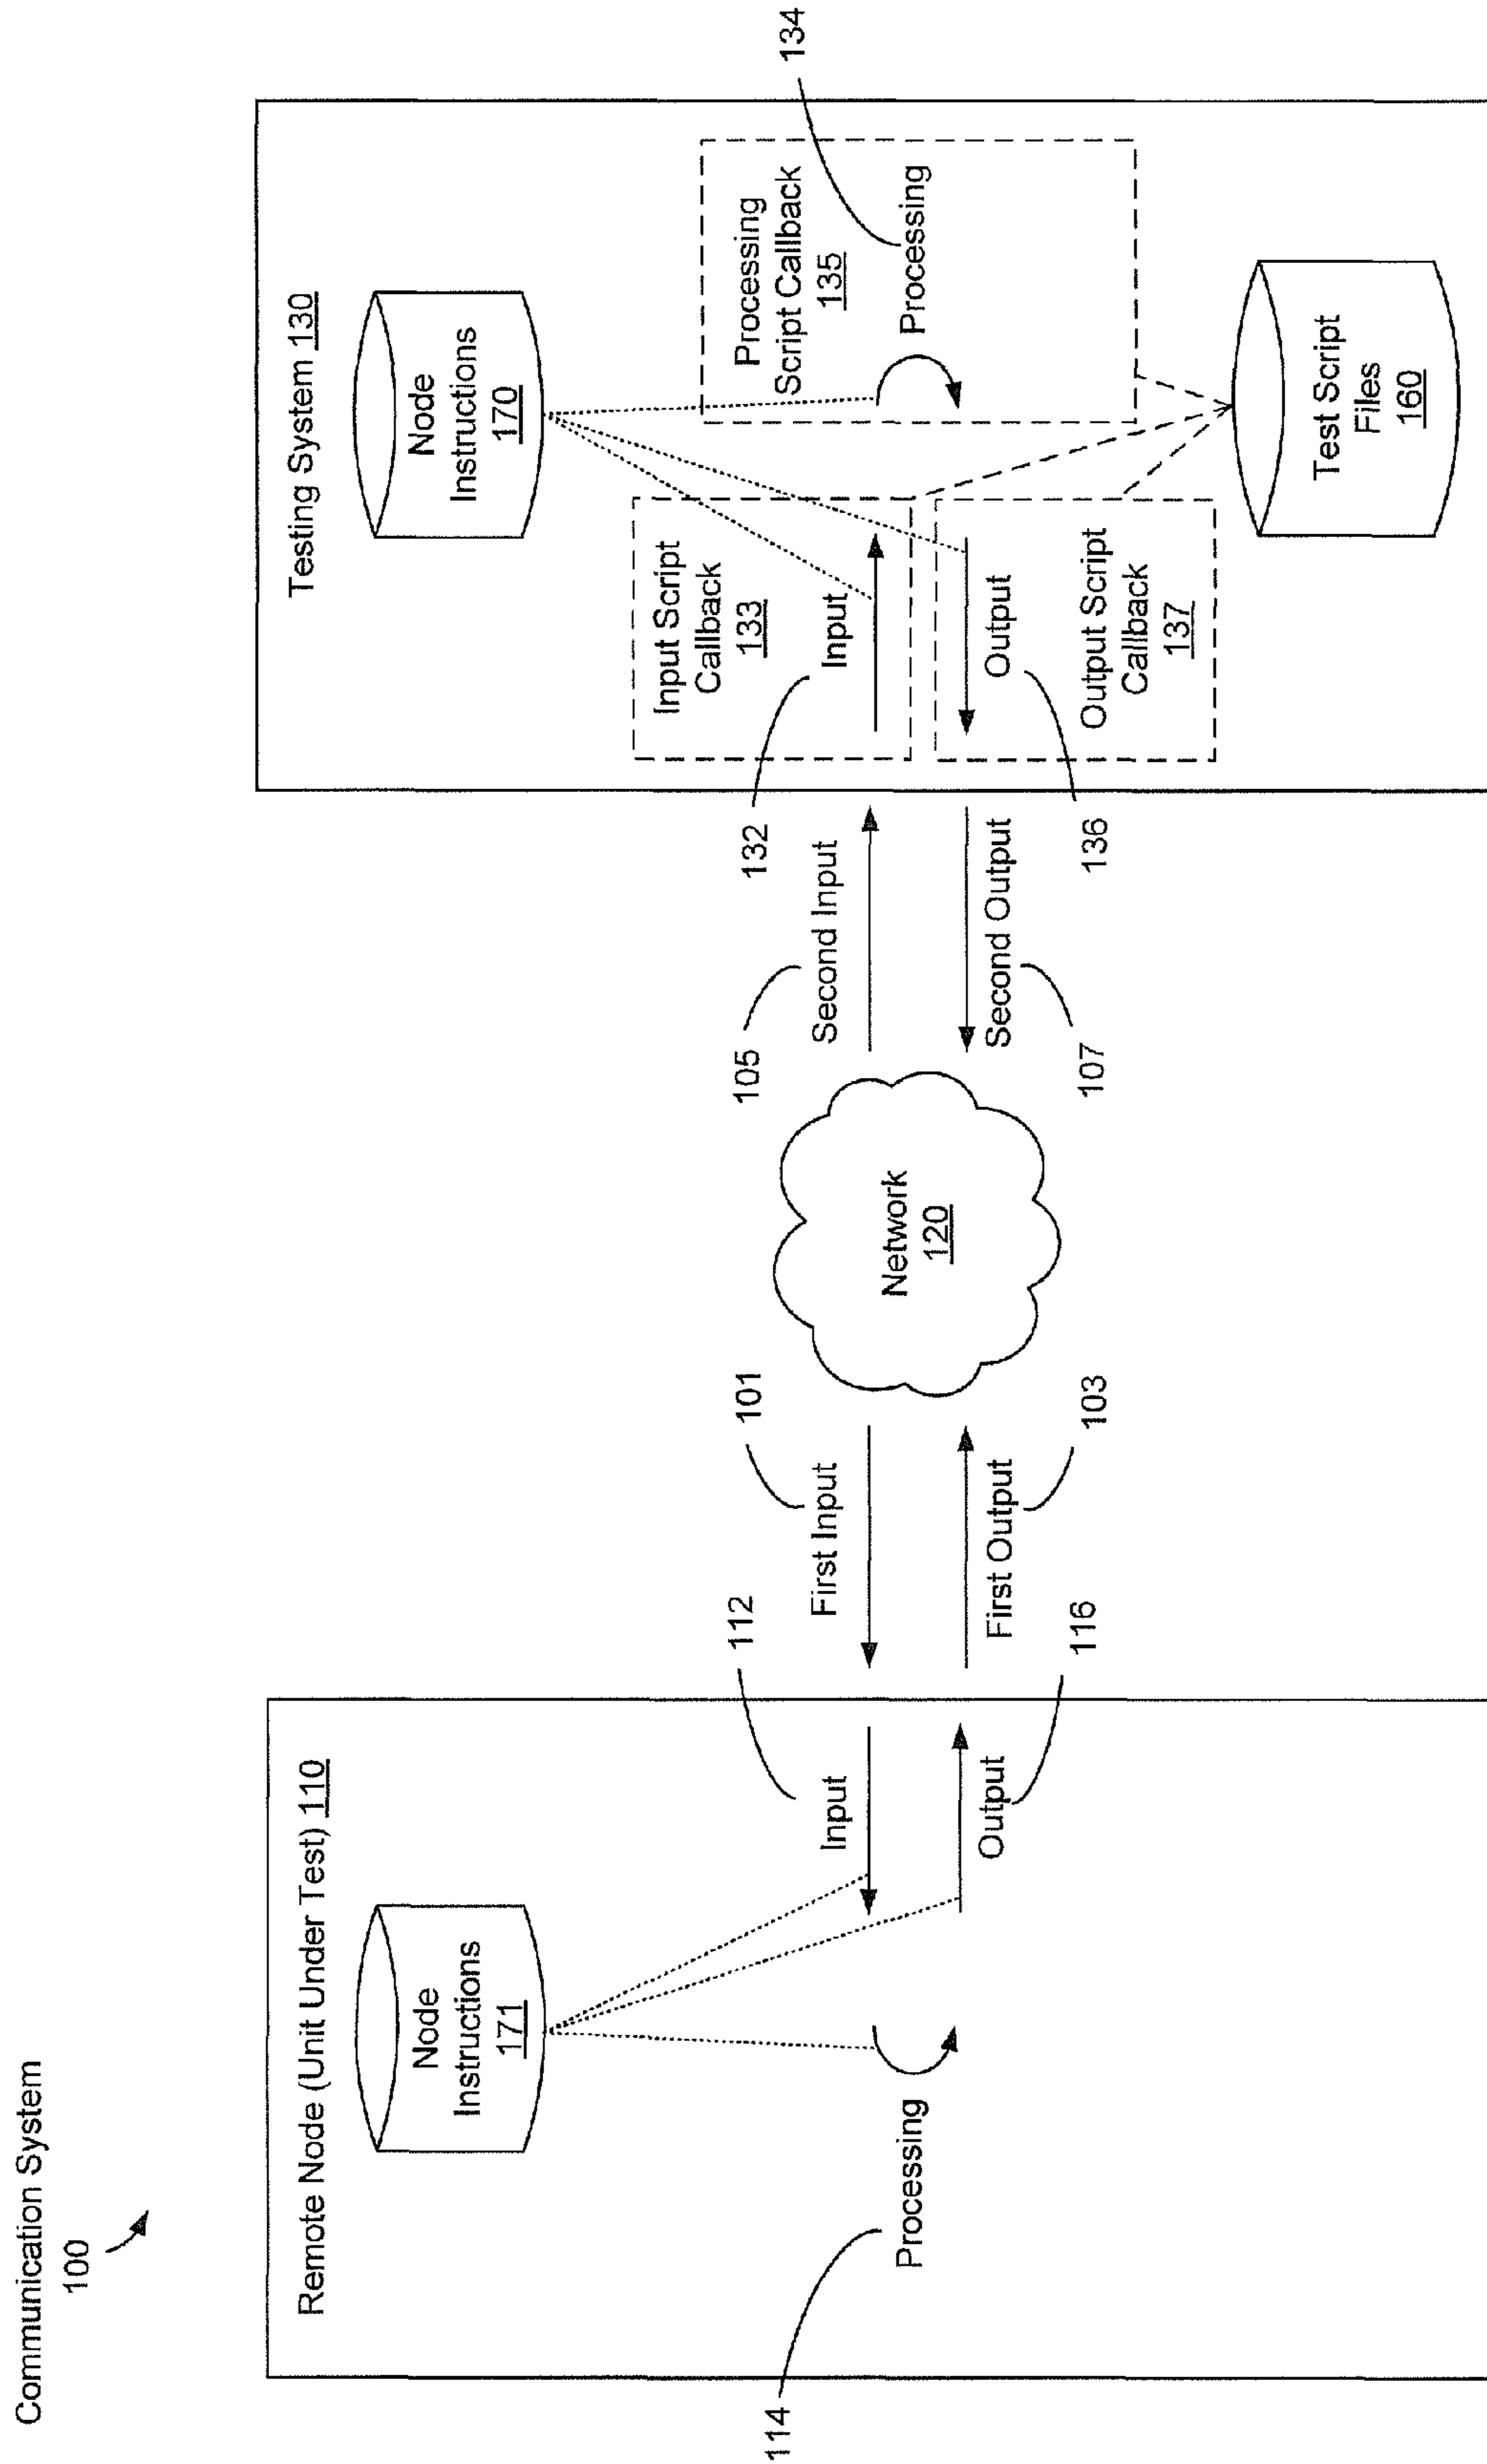 Communication System
100
Remote Node (Unit Under Test) 110
Node
Instructions
171
114
Processing
112
Input
Output
116
101
First Input
First Output
103
Network
120
105
Second Input
Second Output
107
Testing System 130
Node
Instructions
170
132
Input Script
Callback
133
Input
Output
136
Output Script
Callback
137
Processing
Script Callback
135
Processing
134
Test Script
Files
160